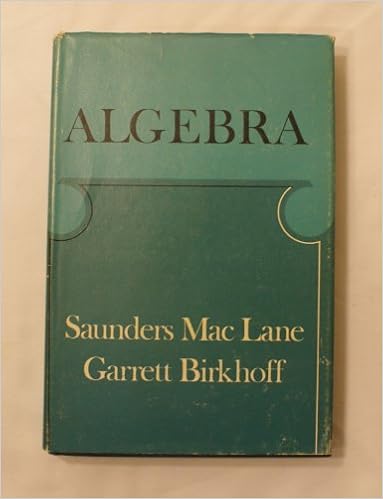 ALGEBRA
Saunders Mac Lane
Garrett Birkhoff